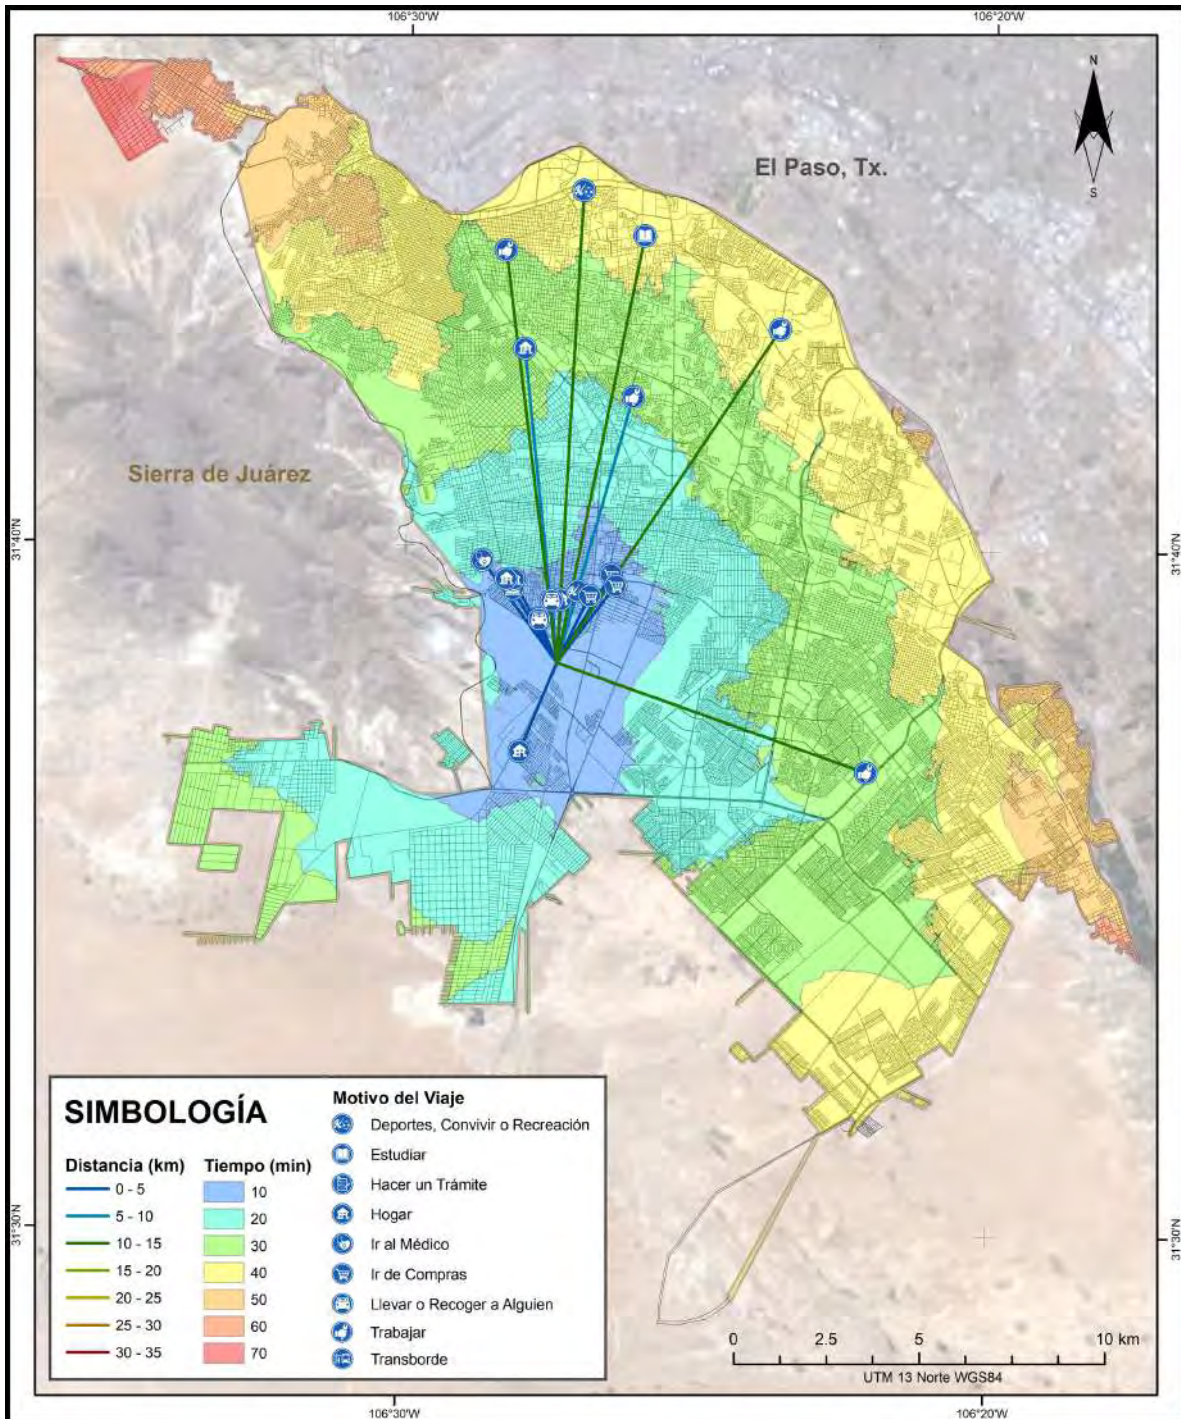 106°30'W 106°20'W
N
S
El Paso, Tx.
Sierra de Juárez
31°40'N 31°40'N
SIMBOLOGÍA
Distancia (km)
0 - 5
5 - 10
10 - 15
15 - 20
20 - 25
25 - 30
30 - 35
Tiempo (min)
10
20
30
40
50
60
70
Motivo del Viaje
Deportes, Convivir o Recreación
Estudiar
Hacer un Trámite
Hogar
Ir al Médico
Ir de Compras
Llevar o Recoger a Alguien
Trabajar
Transborde
31°30'N 31°30'N
0 2.5 5 10 km
UTM 13 Norte WGS84
106°30'W 106°20'W